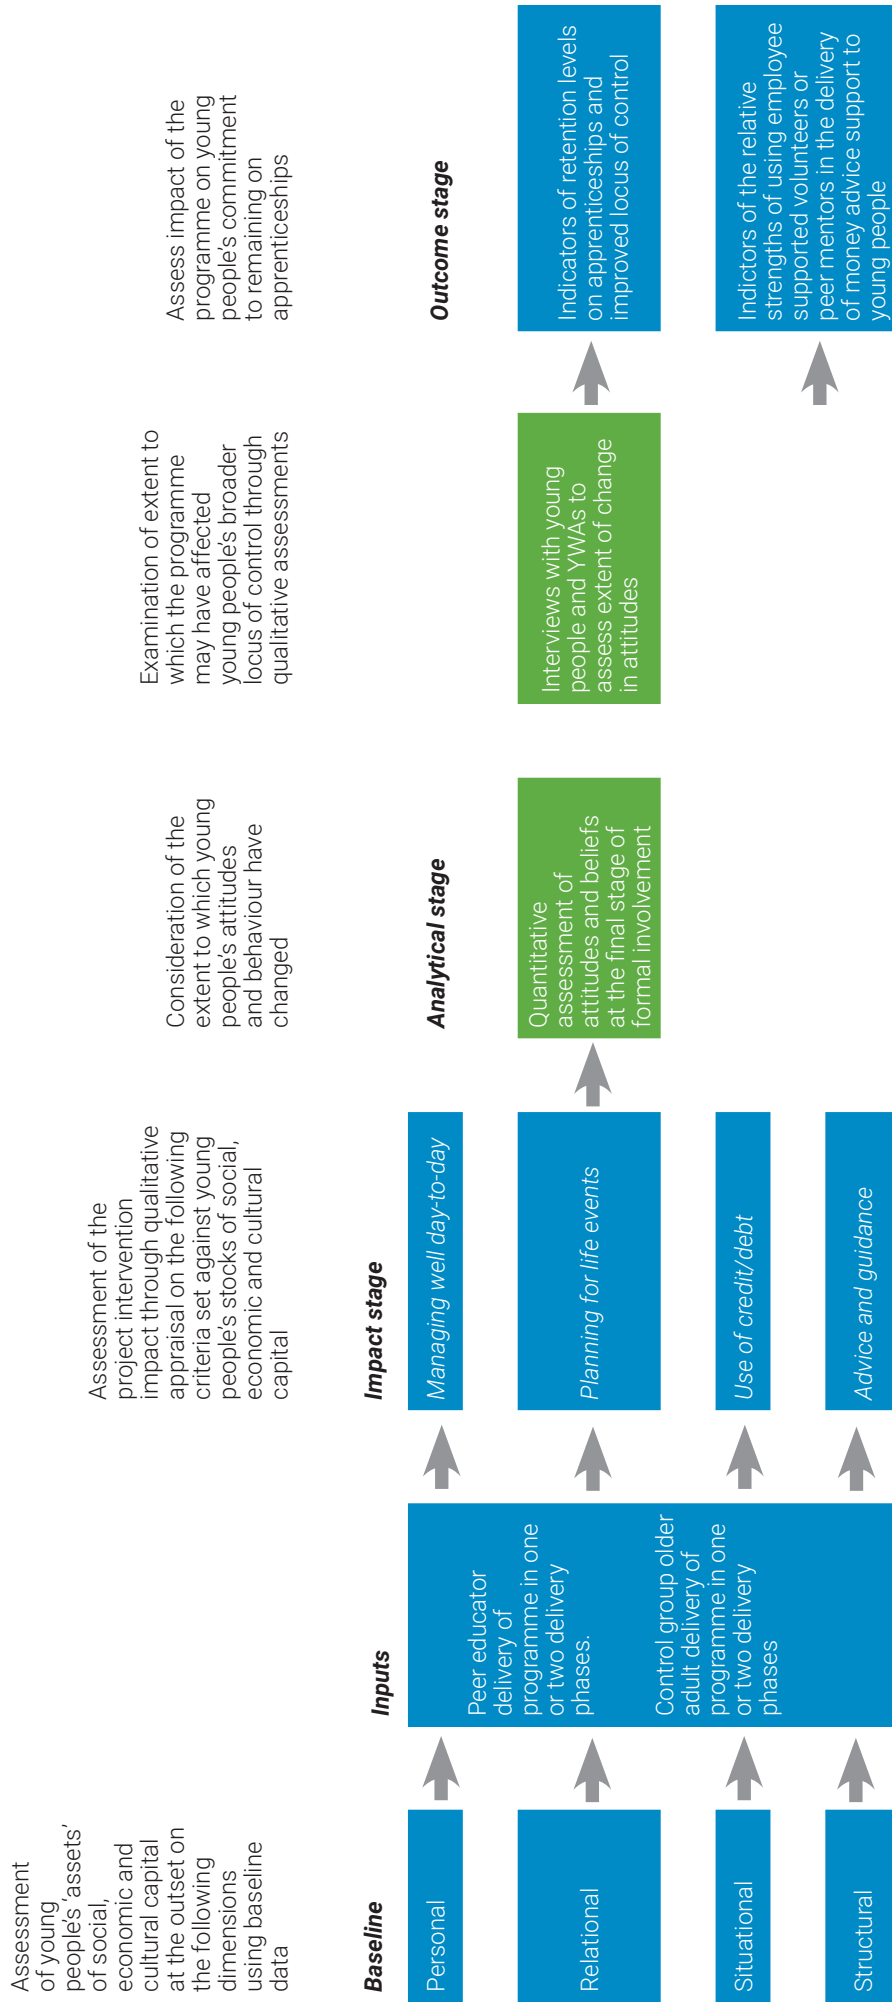 Assessment
of young
people's ‘assets’
of social,
economic and
cultural capital
at the outset on
the following
dimensions
using baseline
data
Assessment of the
project intervention
impact through qualitative
appraisal on the following
criteria set against young
people's stocks of social,
economic and cultural
capital
Consideration of the
extent to which young
people's attitudes
and behaviour have
changed
Examination of extent to
which the programme
may have affected
young people's broader
locus of control through
qualitative assessments
Assess impact of the
programme on young
people's commitment
to remaining on
apprenticeships
Baseline
Inputs
Impact stage
Analytical stage
Outcome stage
Personal
Relational
Situational
Structural
Peer educator
delivery of
programme in one
or two delivery
phases.
Control group older
adult delivery of
programme in one
or two delivery
phases
Managing well day-to-day
Planning for life events
Use of credit/debt
Advice and guidance
Quantitative
assessment of
attitudes and beliefs
at the final stage of
formal involvement
Interviews with young
people and YWAs to
assess extent of change
in attitudes
Indicators of retention levels
on apprenticeships and
improved locus of control
Indictors of the relative
strengths of using employee
supported volunteers or
peer mentors in the delivery
of money advice support to
young people